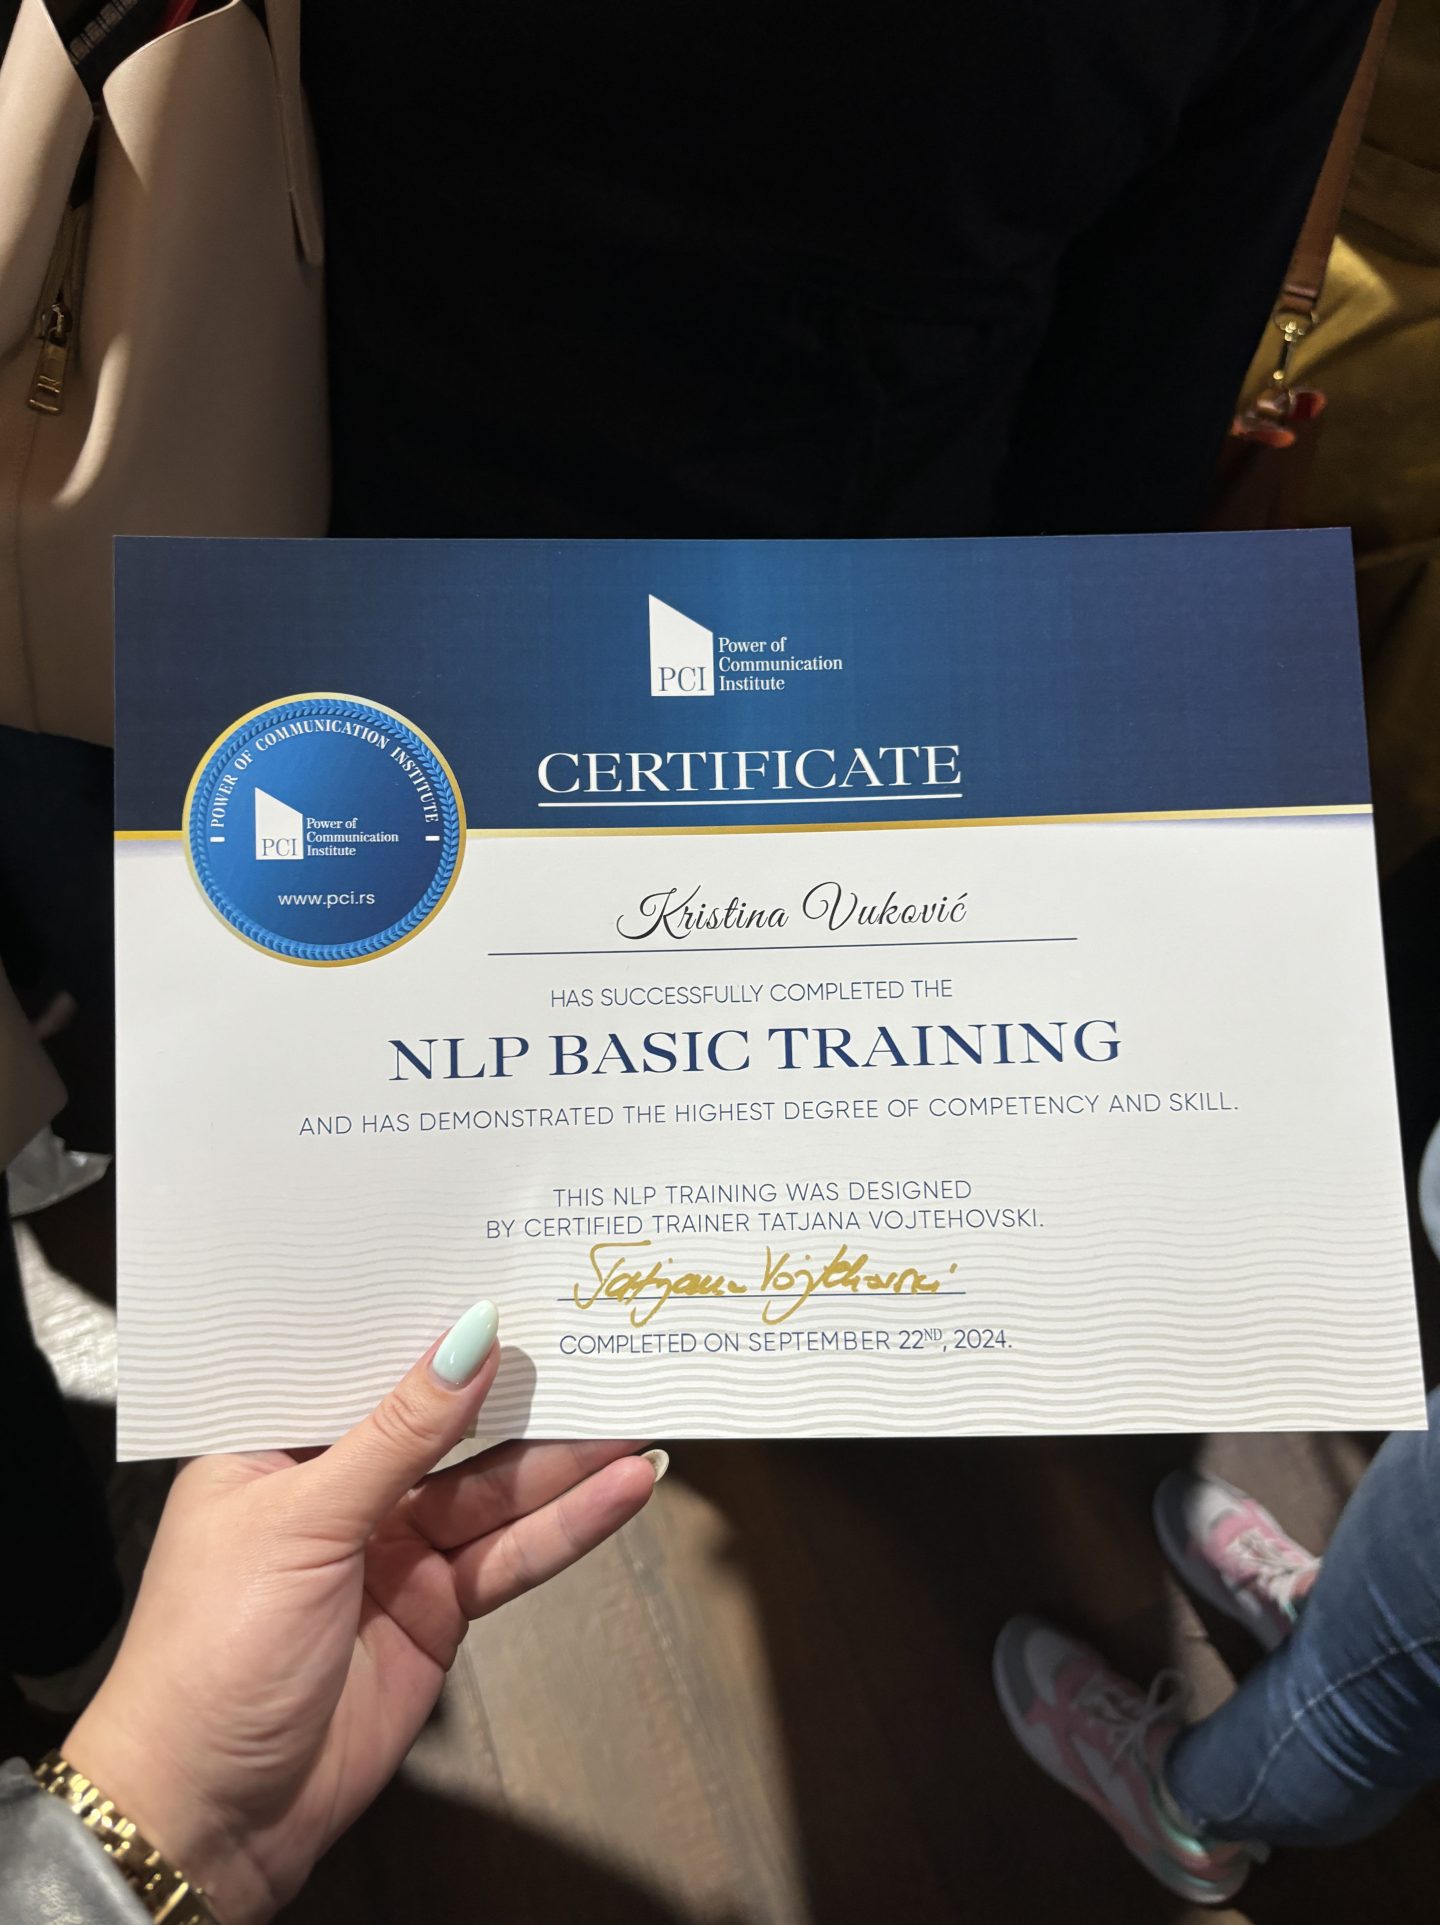 PCI
Power of
Communication
Institute
CERTIFICATE
POWER OF COMMUNICATION INSTITUTE
PCI
Power of
Communication
Institute
www.pci.rs
Kristina Vuković
HAS SUCCESSFULLY COMPLETED THE
NLP BASIC TRAINING
AND HAS DEMONSTRATED THE HIGHEST DEGREE OF COMPETENCY AND SKILL.
THIS NLP TRAINING WAS DESIGNED
BY CERTIFIED TRAINER TATJANA VOJTEHOVSKI.
Tatjana Vojtehovski
COMPLETED ON SEPTEMBER 22ND, 2024.